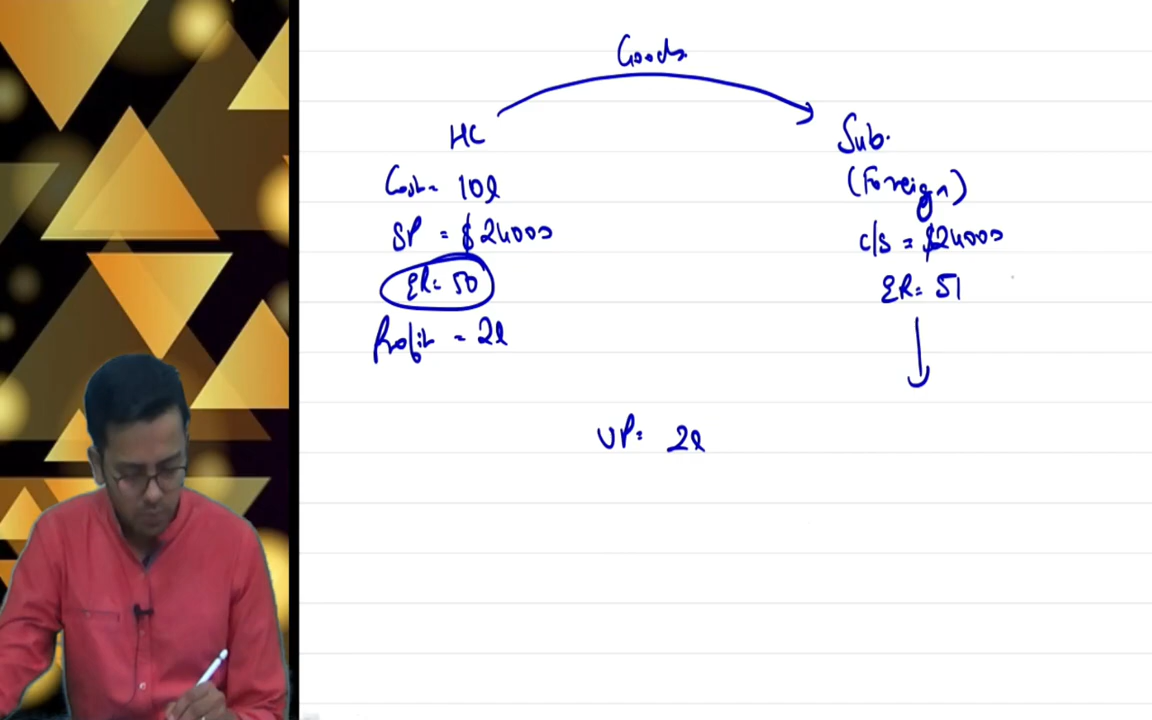 Goods
HC
Cost = 10l
SP = $24000
ER = 50
Profit = 2l
Sub.
(Foreign)
c/s = $24000
ER = 51
UP = 2l